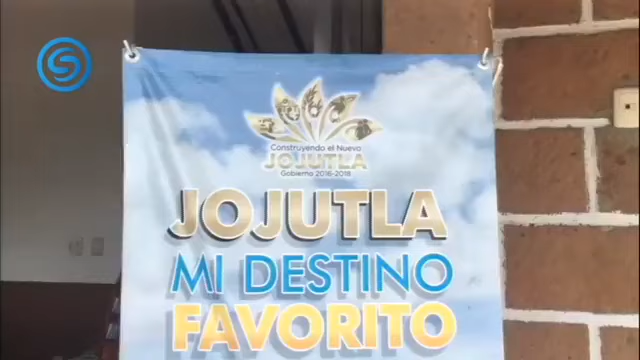 Construyendo el Nuevo
JOJUTLA
Gobierno 2016-2018
JOJUTLA
MI DESTINO
FAVORITO